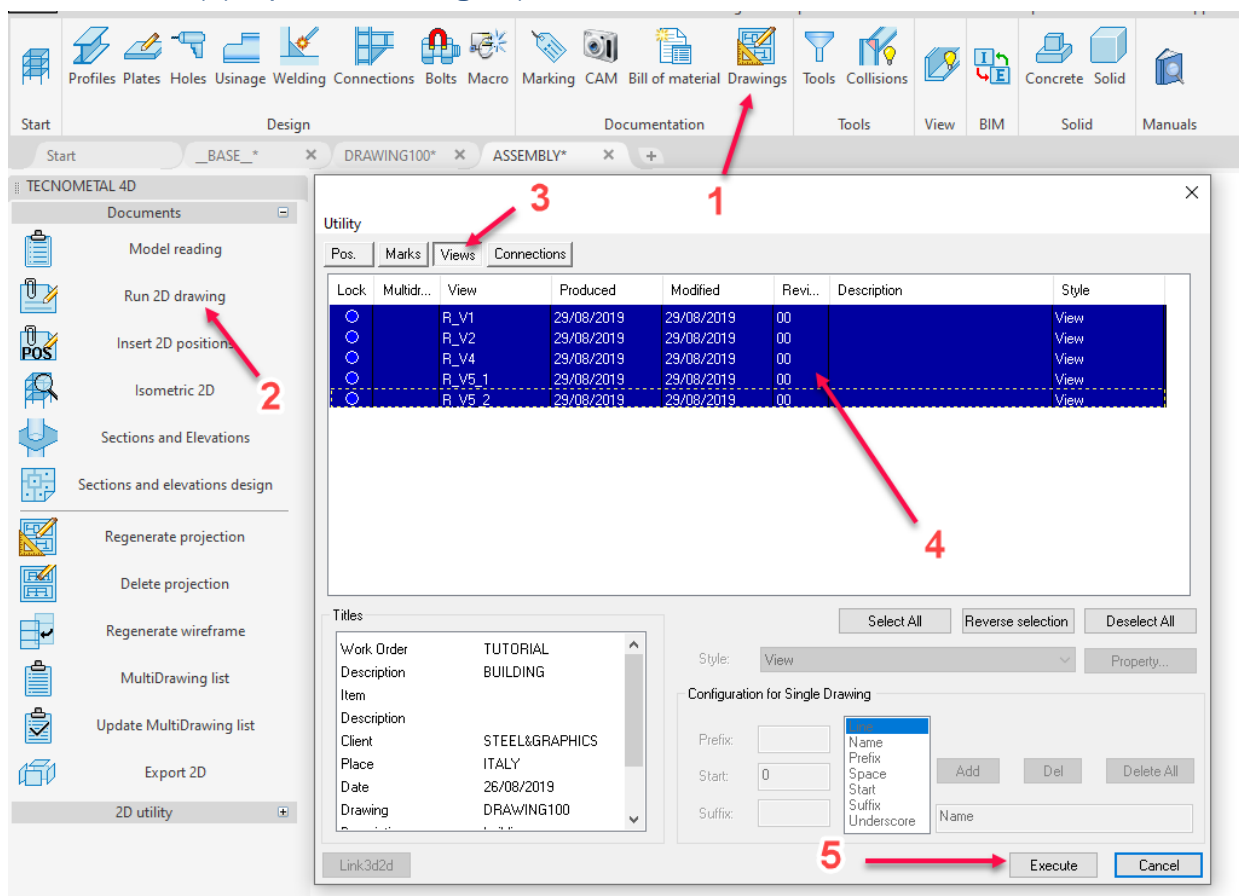 Profiles Plates Holes Usinage Welding Connections Bolts Macro Marking CAM Bill of material Drawings Tools Collisions Concrete Solid
Start Design Documentation Tools View BIM Solid Manuals
Start __BASE__* × DRAWING100* × ASSEMBLY* × +
TECNOMETAL 4D
Documents
Model reading
Run 2D drawing
POS
Insert 2D positions
Isometric 2D
Sections and Elevations
Sections and elevations design
Regenerate projection
Delete projection
Regenerate wireframe
MultiDrawing list
Update MultiDrawing list
Export 2D
2D utility
1
2
3
4
5
Utility
Pos. Marks Views Connections
Lock Multidr... View Produced Modified Revi... Description Style
R_V1 29/08/2019 29/08/2019 00 View
R_V2 29/08/2019 29/08/2019 00 View
R_V4 29/08/2019 29/08/2019 00 View
R_V5_1 29/08/2019 29/08/2019 00 View
R_V5_2 29/08/2019 29/08/2019 00 View
Titles
Work Order TUTORIAL
Description BUILDING
Item
Description
Client STEEL&GRAPHICS
Place ITALY
Date 26/08/2019
Drawing DRAWING100
Select All Reverse selection Deselect All
Style: View Property...
Configuration for Single Drawing
Prefix:
Start: 0
Suffix:
Line
Name
Prefix
Space
Start
Suffix
Underscore
Add Del Delete All
Name
Link3d2d
Execute Cancel